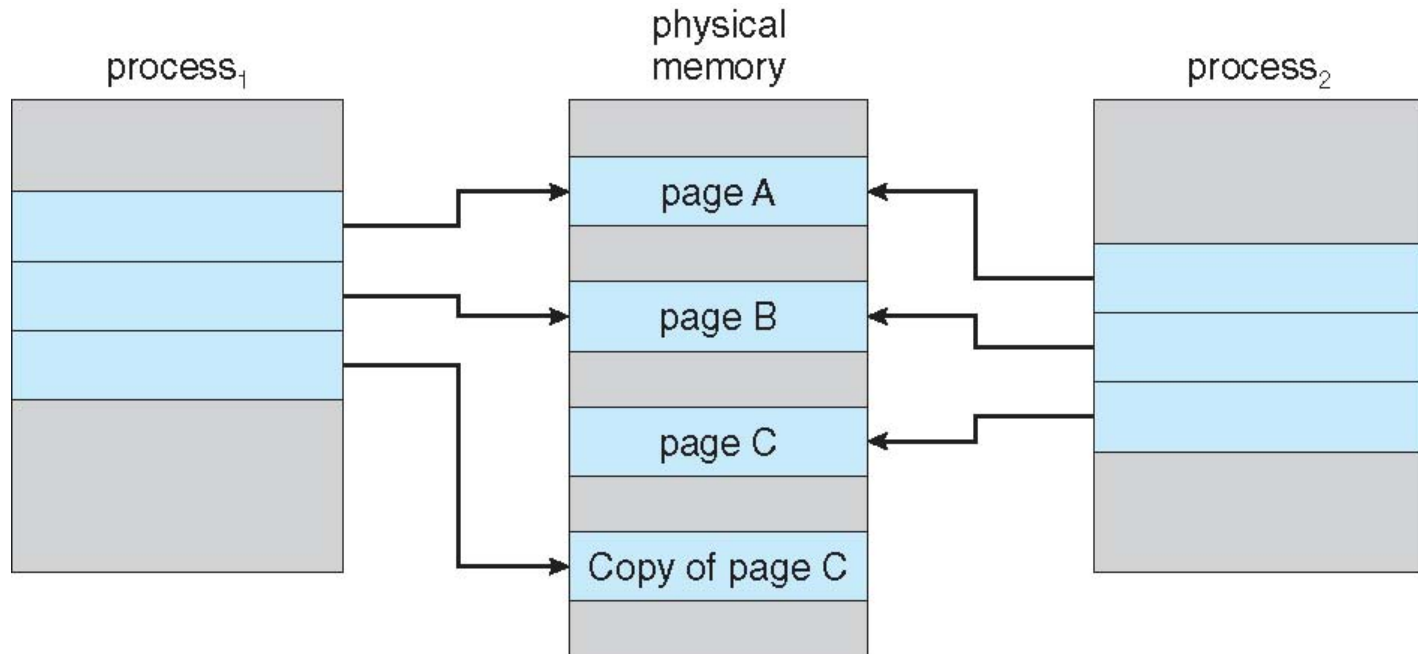 process₁
physical
memory
process₂
page A
page B
page C
Copy of page C